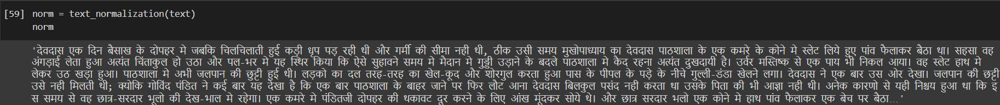 [59] norm = text_normalization(text)
norm
'देवदास एक दिन बैसाख के दोपहर मे जबकि चिलचिलाती हुई कड़ी धूप पड़ रही थी और गर्मी की सीमा नही थी, ठीक उसी समय मुखोपाध्याय का देवदास पाठशाला के एक कमरे के कोने मे स्लेट लिये हुए पांव फैलाकर बैठा था। सहसा वह
अंगड़ाई लेता हुआ अत्यंत चिंताकुल हो उठा और पल-भर मे यह स्थिर किया कि ऐसे सुहावने समय मे मैदान मे गुड्डी उड़ाने के बदले पाठशाला मे कैद रहना अत्यंत दुखदायी है। उर्वर मस्तिष्क से एक पाय भी निकल आया। वह स्लेट हाथ मे
लेकर उठ खड़ा हुआ। पाठशाला मे अभी जलपान की छुट्टी हुई थी। लड़को का दल तरह-तरह का खेल-कूद और शोरगुल करता हुआ पास के पीपल के पड़े के नीचे गुल्ली-डंडा खेलने लगा। देवदास ने एक बार उस ओर देखा। जलपान की छट्टी
उसे नही मिलती थी; क्योकि गोविंद पंडित ने कई बार यह देखा है कि एक बार पाठशाला के बाहर जाने पर फिर लौट आना देवदास बिलकुल पसंद नही करता था उसके पिता की भी आज्ञा नही थी। अनेक कारणो से यही निश्चय हुआ था कि इ
स समय से वह छात्र-सरदार भूलो की देख-भाल मे रहेगा। एक कमरे मे पंडितजी दोपहर की थकावट दूर करने के लिए आंख मूंदकर सोये थे। और छात्र सरदार भलो एक कोने मे हाथ पांव फैलाकर एक बेच पर बैठा...'